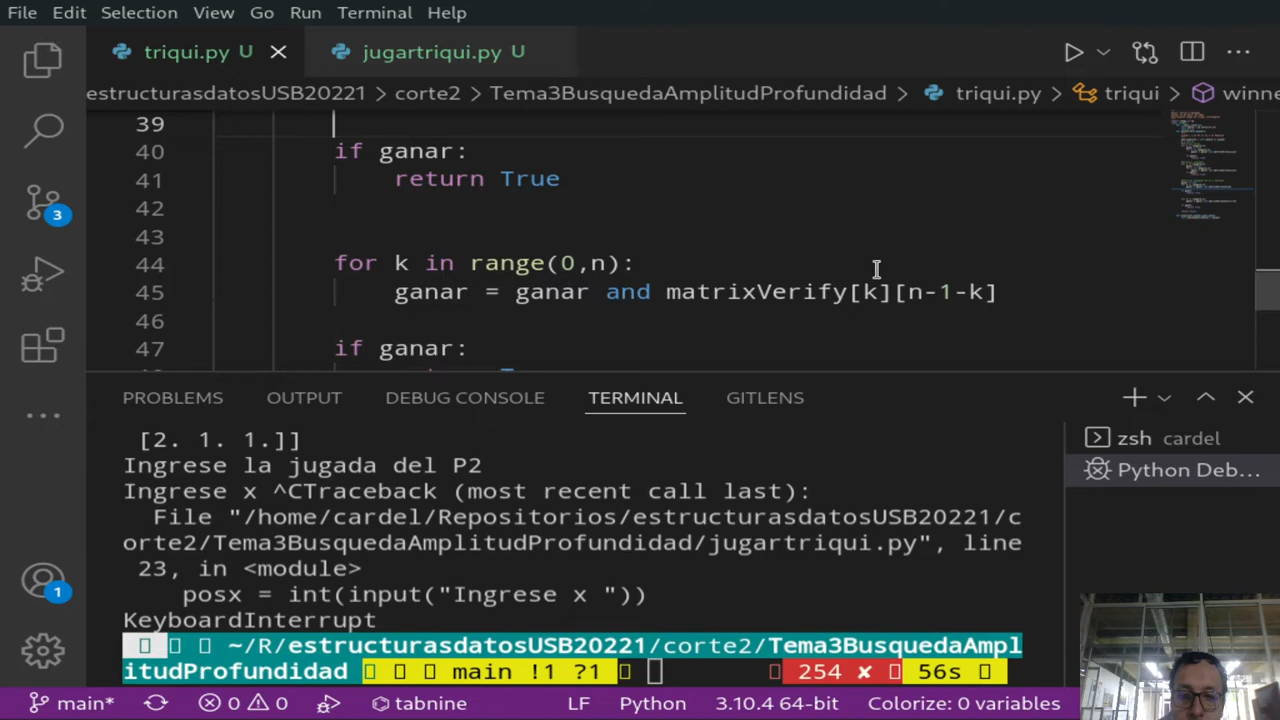 File Edit Selection View Go Run Terminal Help
triqui.py U jugartriqui.py U
estructurasdatosUSB20221 > corte2 > Tema3BusquedaAmplitudProfundidad > triqui.py > triqui > winne
39
40 if ganar:
41 return True
42
43
44 for k in range(0,n):
45 ganar = ganar and matrixVerify[k][n-1-k]
46
47 if ganar:
PROBLEMS OUTPUT DEBUG CONSOLE TERMINAL GITLENS
[2. 1. 1.]]
Ingrese la jugada del P2
Ingrese x ^CTraceback (most recent call last):
File "/home/cardel/Repositorios/estructurasdatosUSB20221/c
orte2/Tema3BusquedaAmplitudProfundidad/jugartriqui.py", line
23, in <module>
posx = int(input("Ingrese x "))
KeyboardInterrupt
~/R/estructurasdatosUSB20221/corte2/Tema3BusquedaAmpl
itudProfundidad main !1 ?1 254 ✘ 56s
zsh cardel
Python Deb...
3
1
main* 0 0 tabnine LF Python 3.10.4 64-bit Colorize: 0 variables